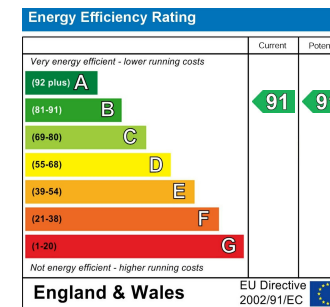 Energy Efficiency Rating
Current
Very energy efficient - lower running costs
(92 plus) A
(81-91) B
91
(69-80) C
(55-68) D
(39-54) E
(21-38) F
(1-20) G
Not energy efficient - higher running costs
England & Wales
EU Directive
2002/91/EC